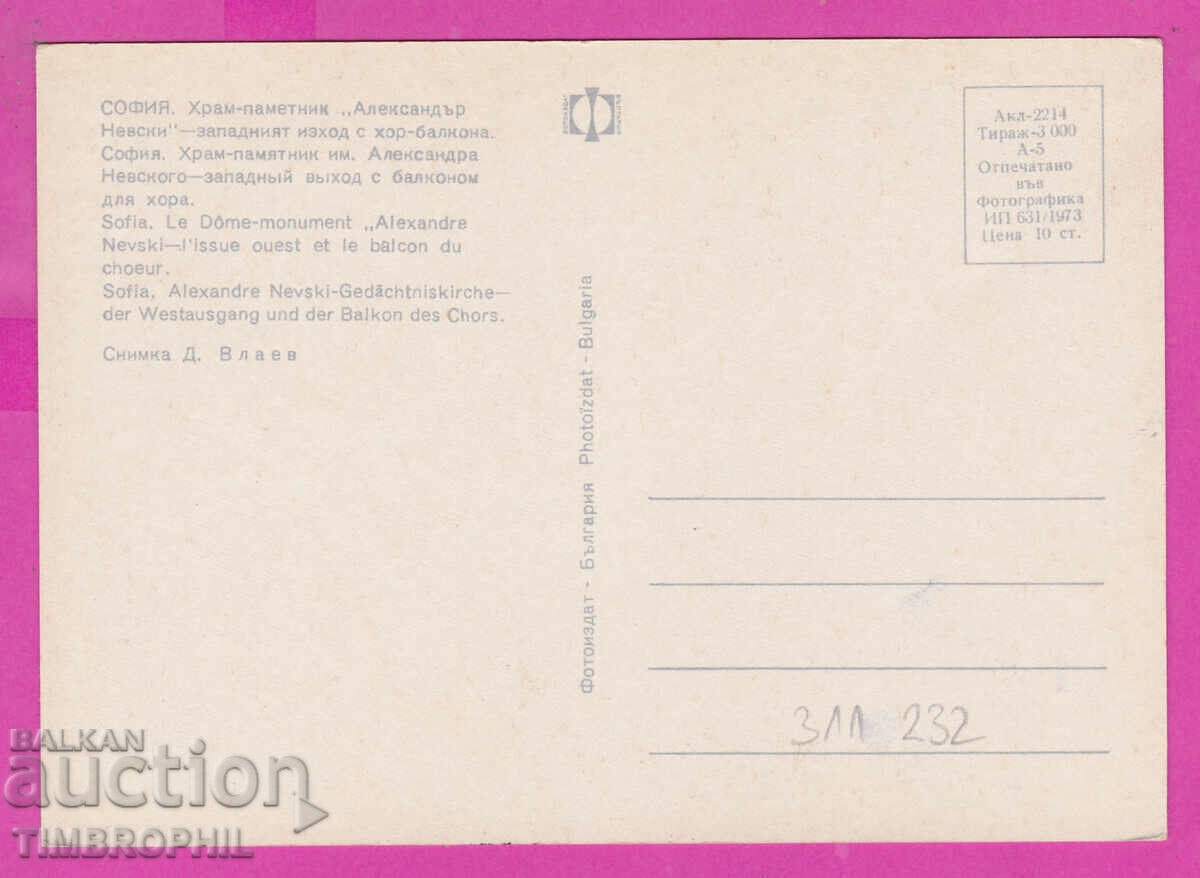 СОФИЯ. Храм-паметник „Александър
Невски"—западният изход с хор-балкона.
София. Храм-памятник им. Александра
Невского—западный выход с балконом
для хора.
Sofia. Le Dôme-monument „Alexandre
Nevski—l'issue ouest et le balcon du
choeur.
Sofia. Alexandre Nevski-Gedächtniskirche—
der Westausgang und der Balkon des Chors.
Снимка Д. Влаев
Фотоиздат - България Photoïzdat - Bulgaria
Акл-2214
Тираж-3 000
А-5
Отпечатано
във
Фотографика
ИП 631/1973
Цена 10 ст.
311 232
BALKAN
auction
TIMBROPHIL